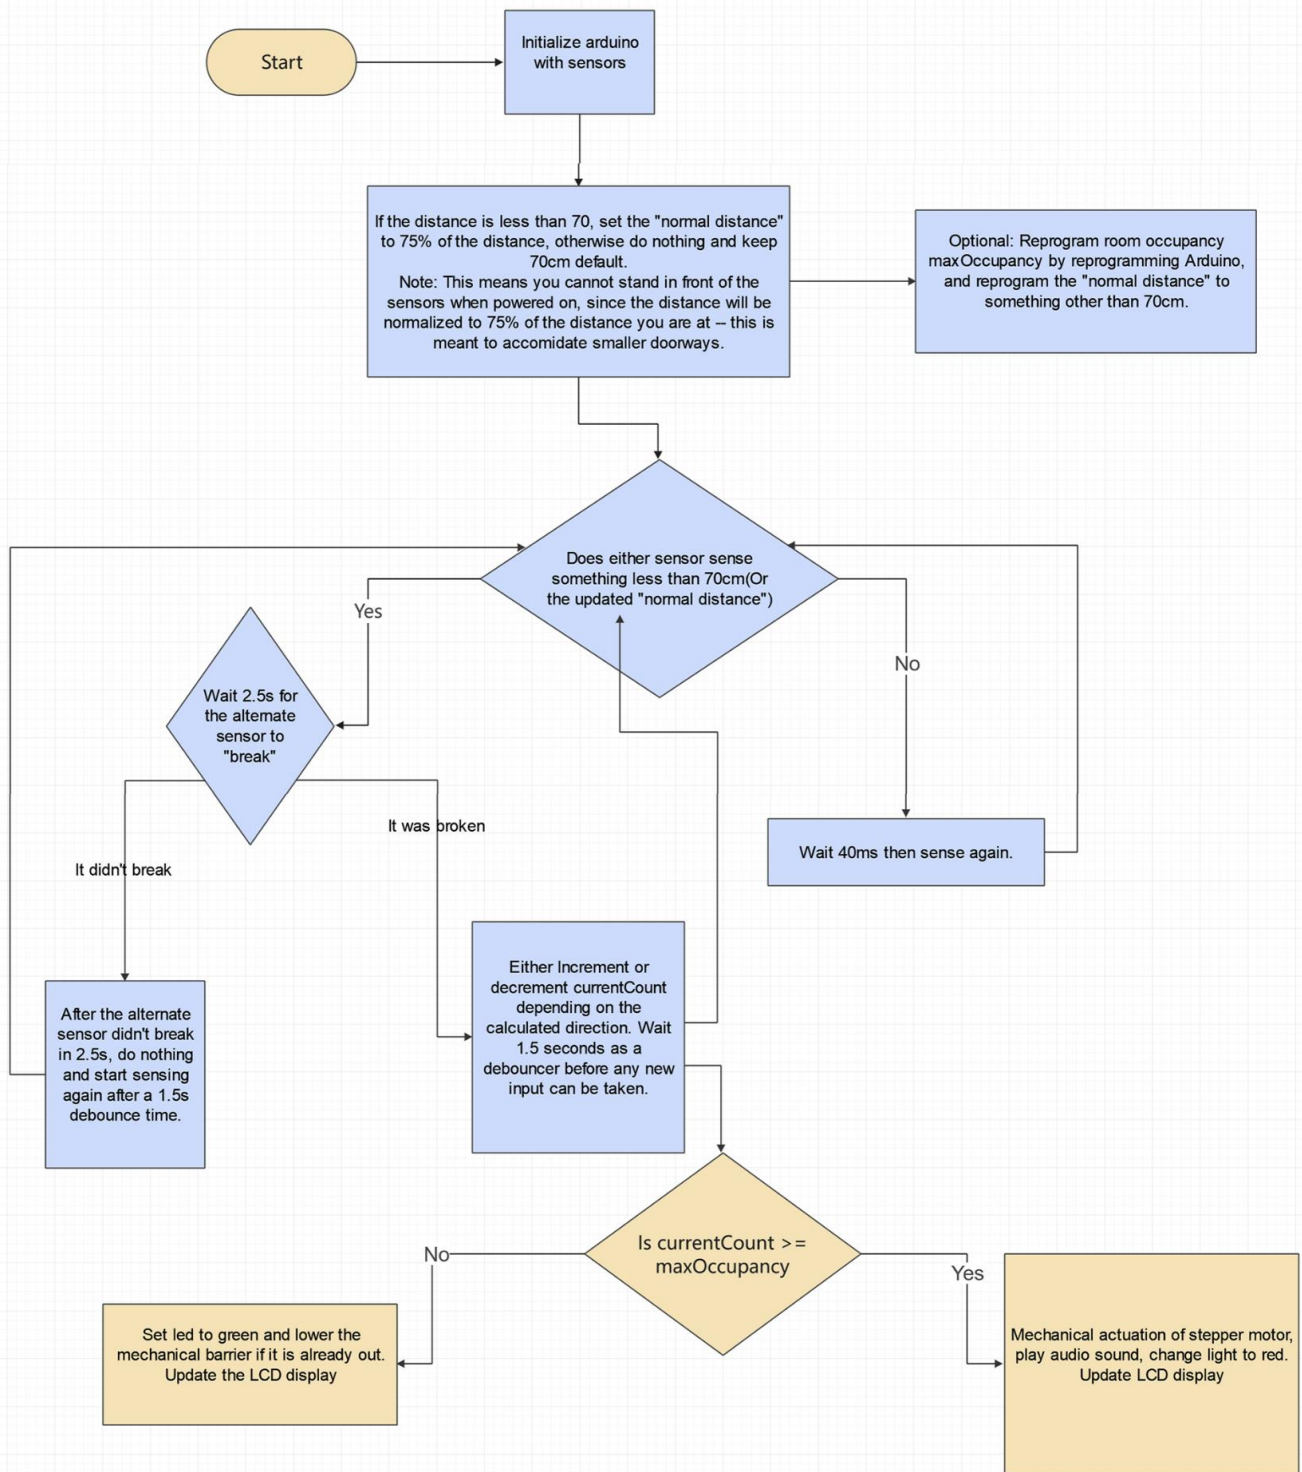 Start
Initialize arduino
with sensors
If the distance is less than 70, set the "normal distance"
to 75% of the distance, otherwise do nothing and keep
70cm default.
Note: This means you cannot stand in front of the
sensors when powered on, since the distance will be
normalized to 75% of the distance you are at -- this is
meant to accomidate smaller doorways.
Optional: Reprogram room occupancy
maxOccupancy by reprogramming Arduino,
and reprogram the "normal distance" to
something other than 70cm.
Does either sensor sense
something less than 70cm(Or
the updated "normal distance")
Yes
No
Wait 2.5s for
the alternate
sensor to
"break"
It was broken
It didn't break
Wait 40ms then sense again.
Either Increment or
decrement currentCount
depending on the
calculated direction. Wait
1.5 seconds as a
debouncer before any new
input can be taken.
After the alternate
sensor didn't break
in 2.5s, do nothing
and start sensing
again after a 1.5s
debounce time.
Is currentCount >=
maxOccupancy
No
Yes
Set led to green and lower the
mechanical barrier if it is already out.
Update the LCD display
Mechanical actuation of stepper motor,
play audio sound, change light to red.
Update LCD display